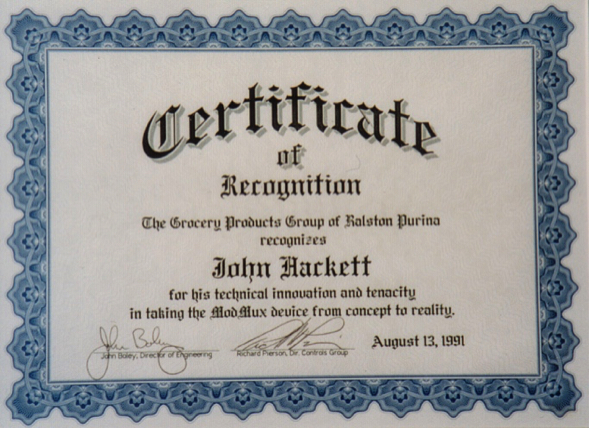 Certificate
of
Recognition
The Grocery Products Group of Ralston Purina
recognizes
John Hackett
for his technical innovation and tenacity
in taking the ModMux device from concept to reality.
John Boley
John Boley, Director of Engineering
Richard Pierson, Dir. Controls Group
August 13, 1991